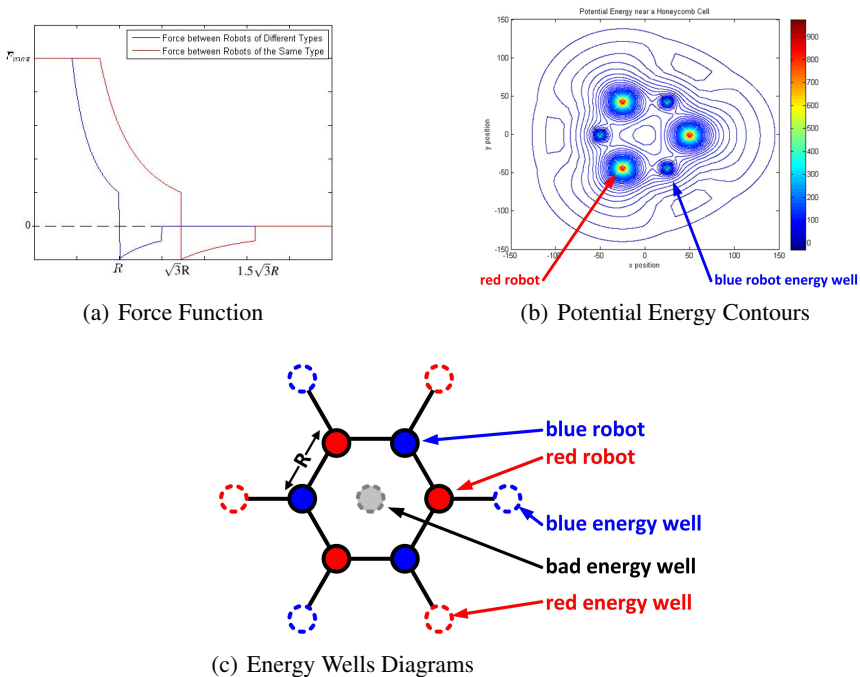 F_max
Force between Robots of Different Types
Force between Robots of the Same Type
0
R
√3R
1.5√3R
(a) Force Function
Potential Energy near a Honeycomb Cell
150
100
50
0
-50
-100
-150
y position
-150
-100
-50
0
50
100
150
x position
900
800
700
600
500
400
300
200
100
0
red robot
blue robot energy well
(b) Potential Energy Contours
R
blue robot
red robot
blue energy well
bad energy well
red energy well
(c) Energy Wells Diagrams